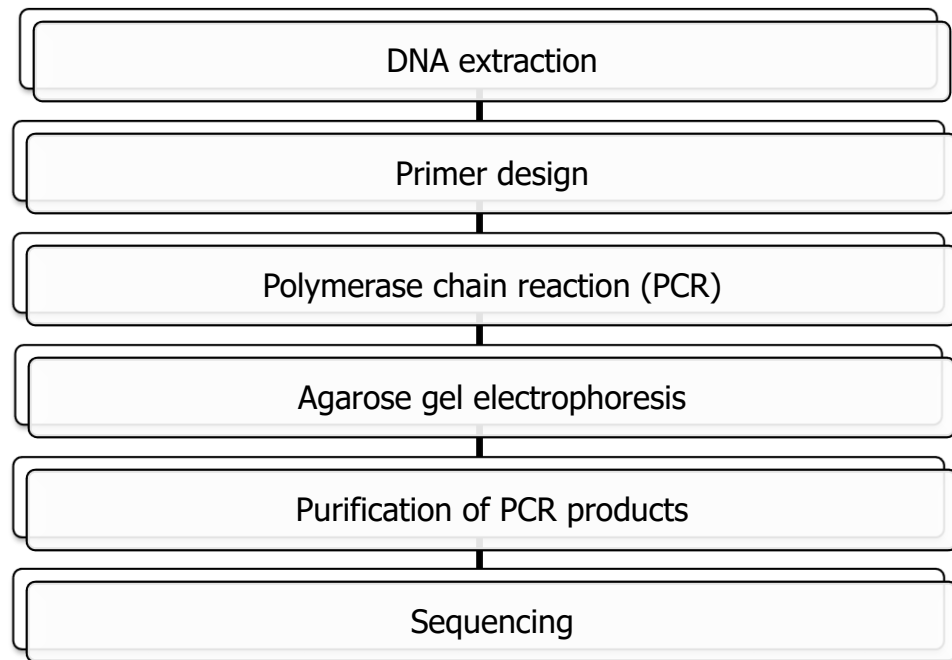 DNA extraction
Primer design
Polymerase chain reaction (PCR)
Agarose gel electrophoresis
Purification of PCR products
Sequencing